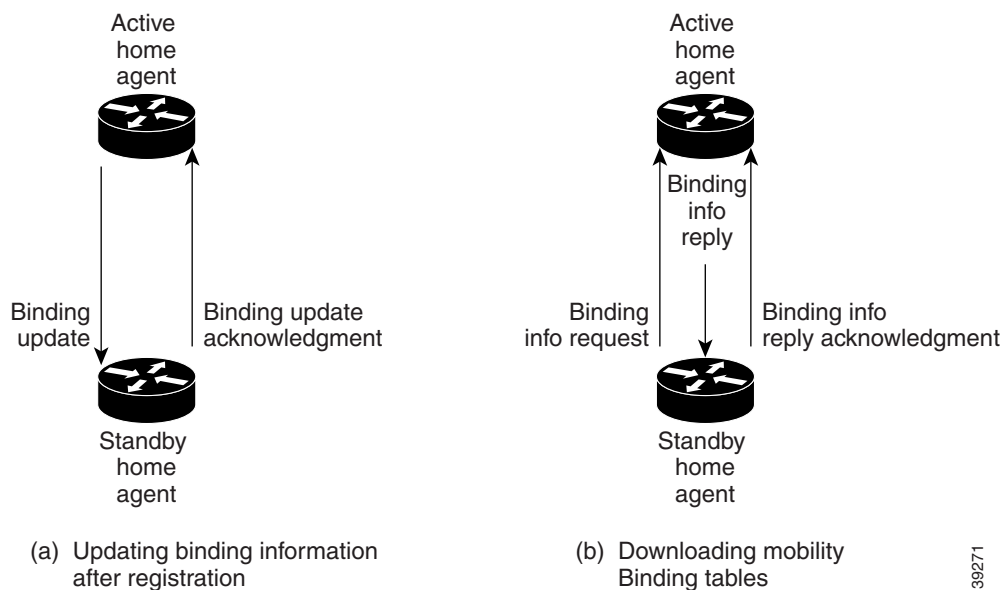 Active
home
agent
Binding
update
Binding update
acknowledgment
Standby
home
agent
(a) Updating binding information
after registration
Active
home
agent
Binding
info
reply
Binding
info request
Binding info
reply acknowledgment
Standby
home
agent
(b) Downloading mobility
Binding tables
39271